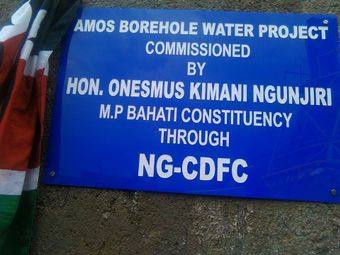 AMOS BOREHOLE WATER PROJECT
COMMISSIONED
BY
HON. ONESMUS KIMANI NGUNJIRI
M.P BAHATI CONSTITUENCY
THROUGH
NG-CDFC